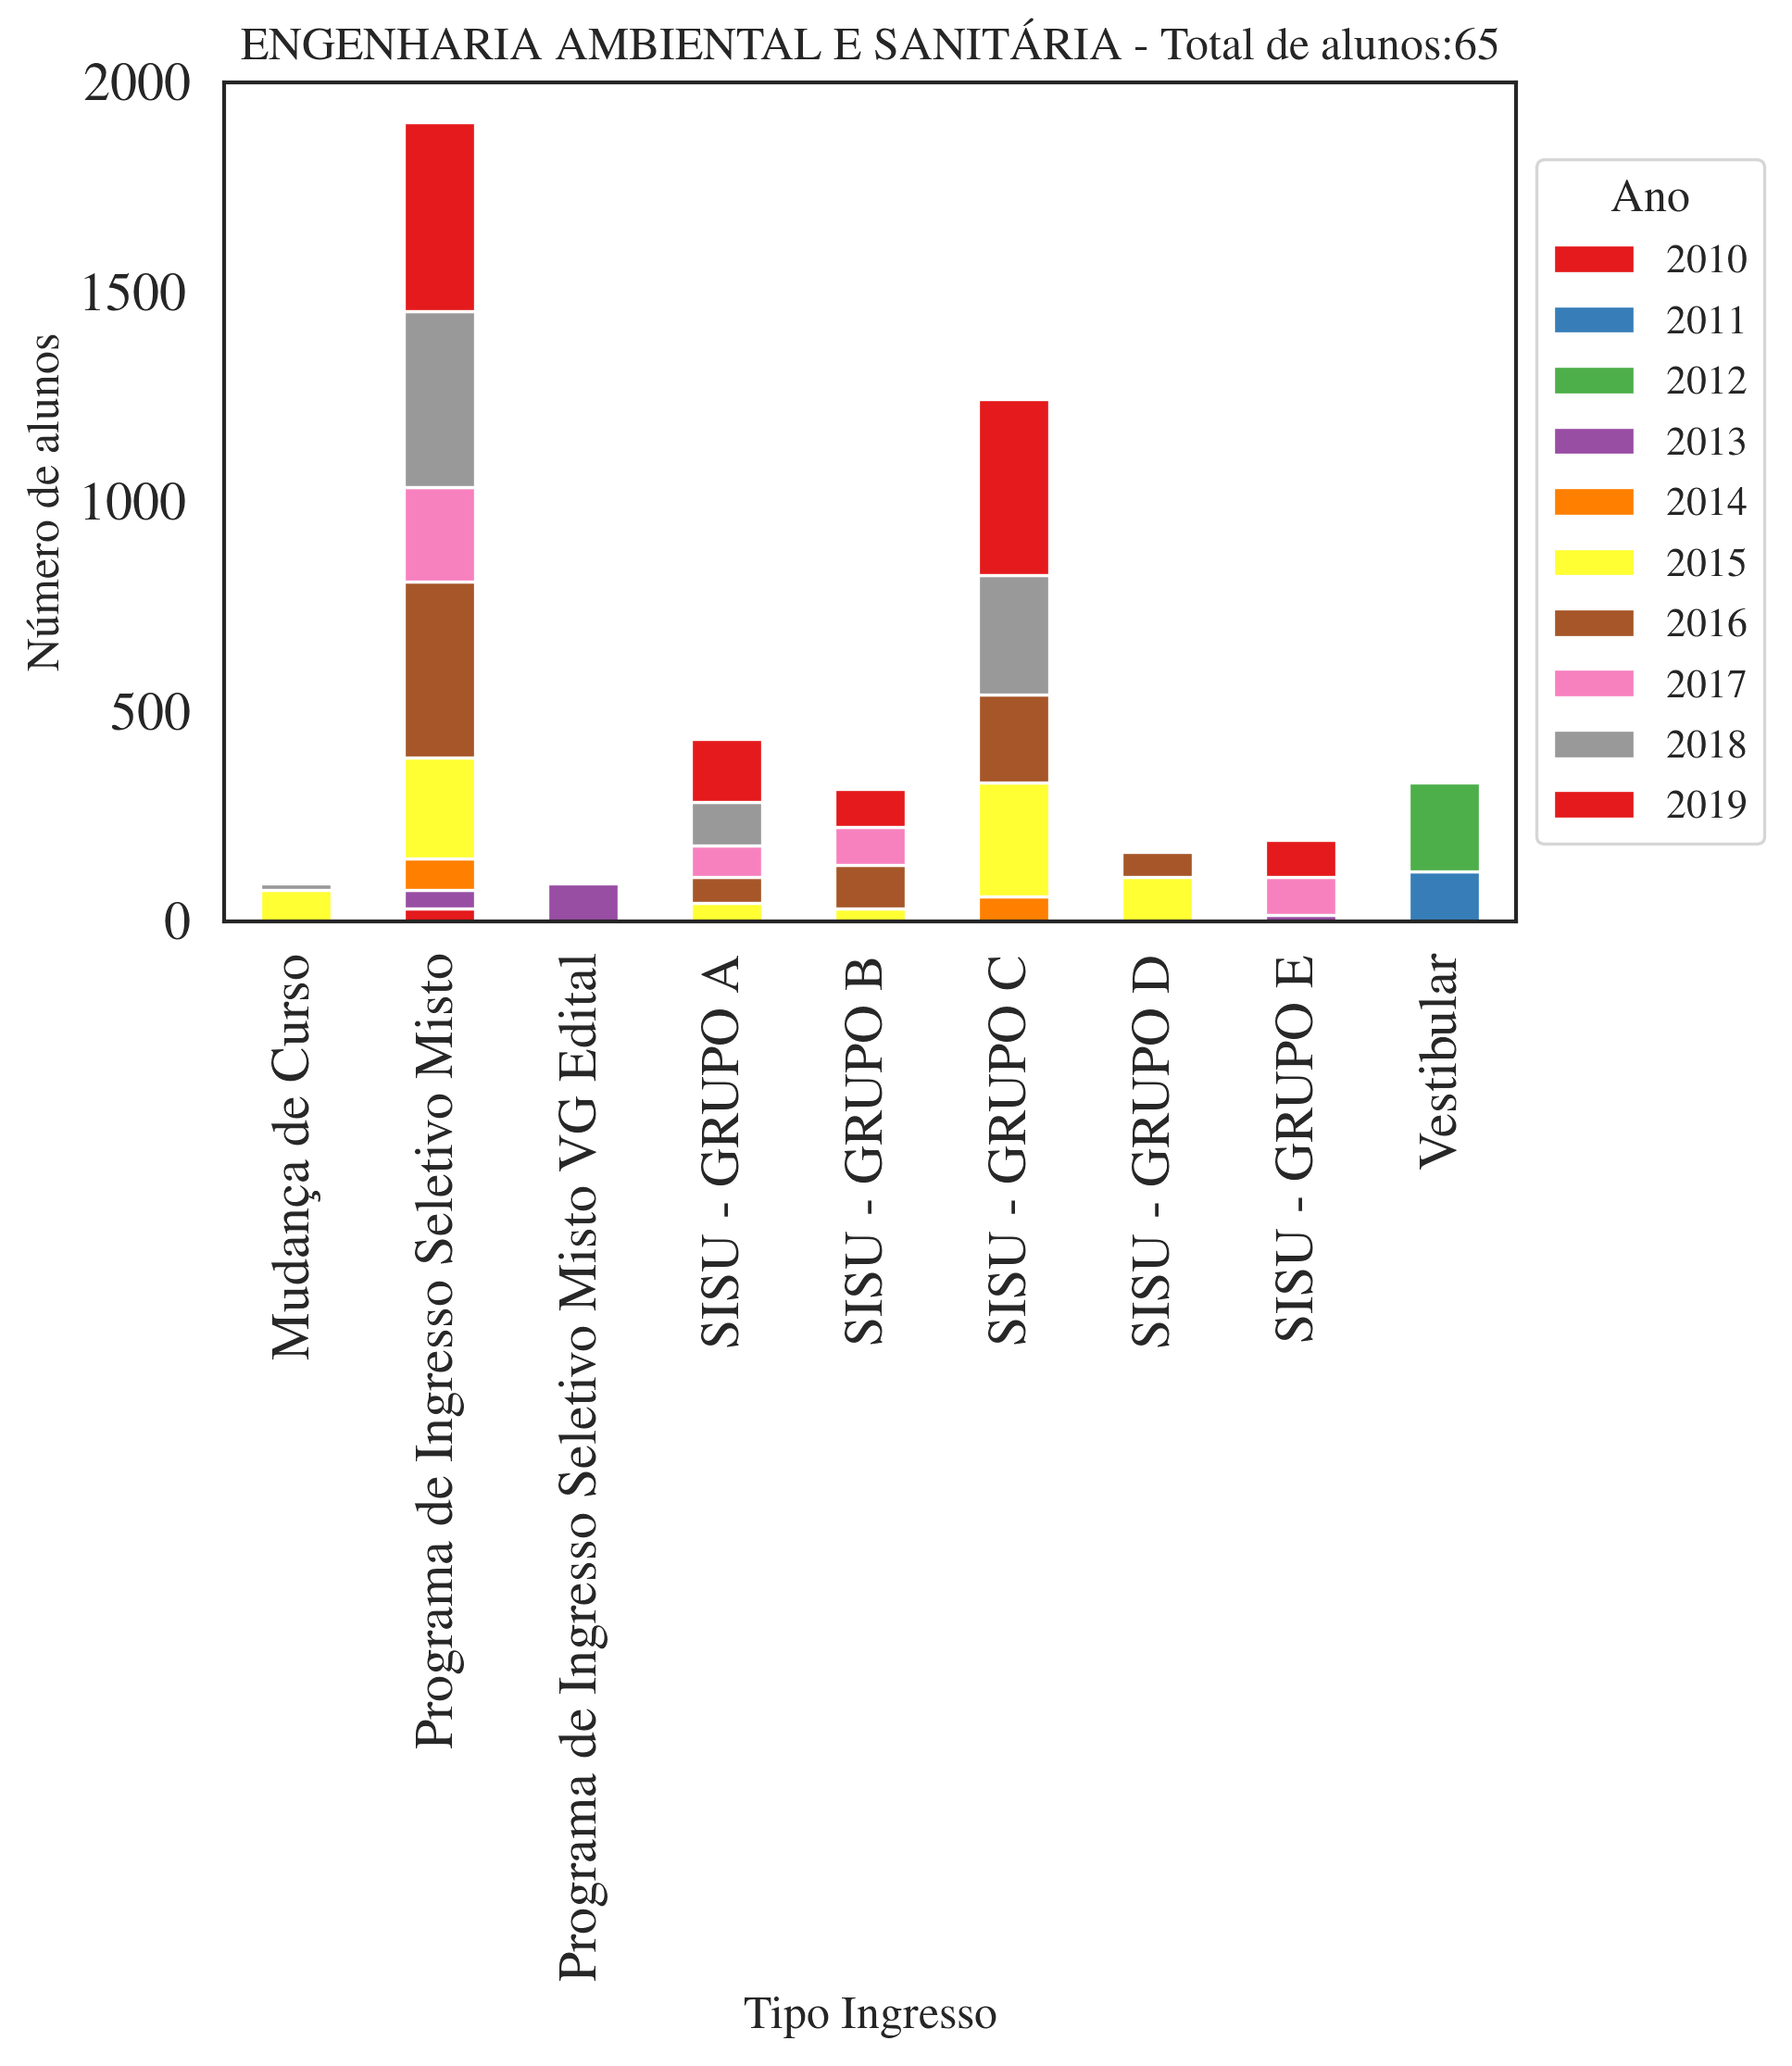 ENGENHARIA AMBIENTAL E SANITÁRIA - Total de alunos:65
Número de alunos
2000
1500
1000
500
0
Ano
2010
2011
2012
2013
2014
2015
2016
2017
2018
2019
Mudança de Curso
Programa de Ingresso Seletivo Misto
Programa de Ingresso Seletivo Misto VG Edital
SISU - GRUPO A
SISU - GRUPO B
SISU - GRUPO C
SISU - GRUPO D
SISU - GRUPO E
Vestibular
Tipo Ingresso